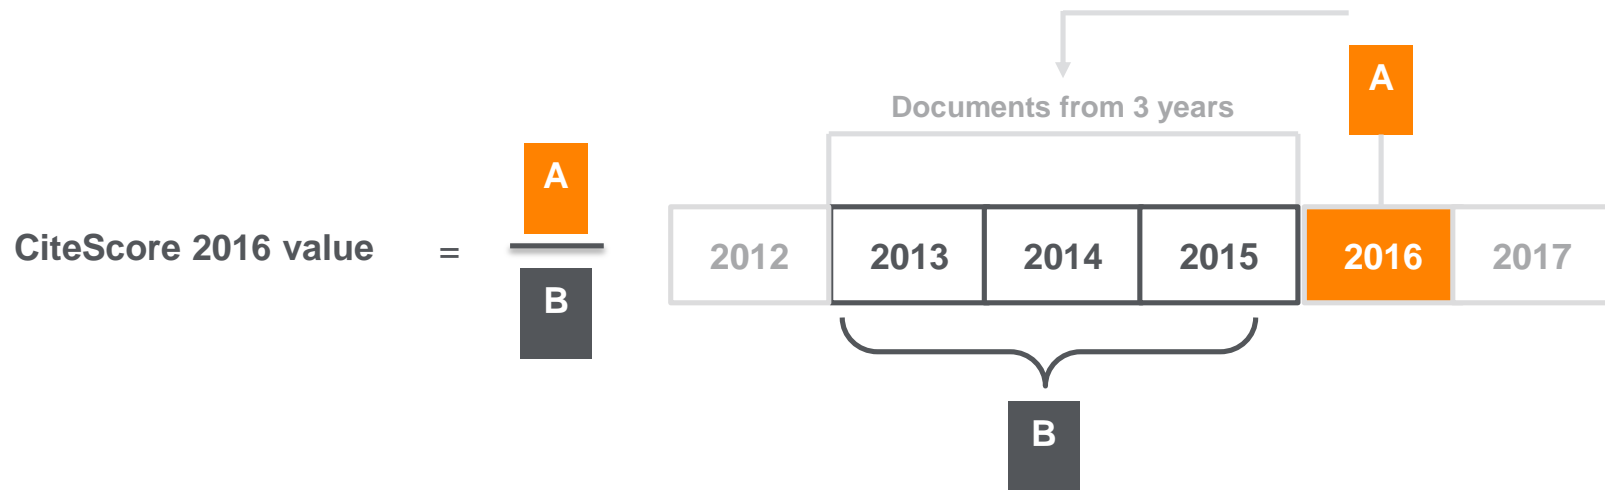 A
Documents from 3 years
A
CiteScore 2016 value =
B
2012 2013 2014 2015 2016 2017
B